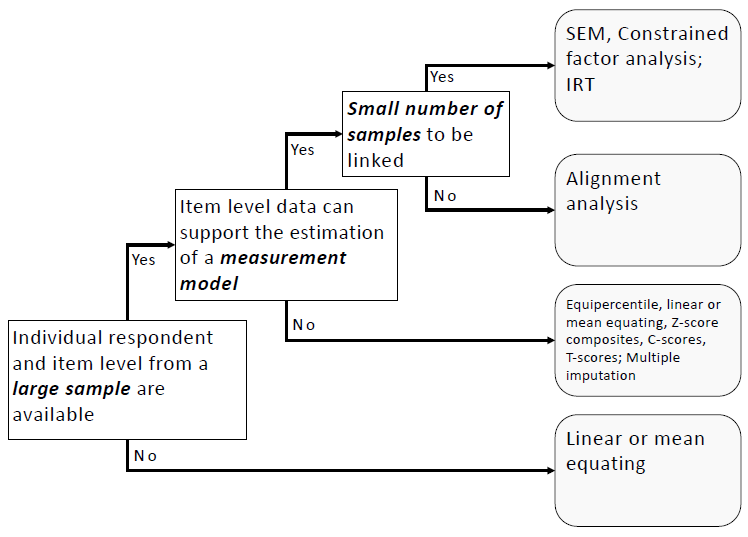 SEM, Constrained
factor analysis;
IRT
Yes
Small number of
samples to be
linked
Yes
No
Alignment
analysis
Item level data can
support the estimation
of a measurement
model
Yes
No
Equipercentile, linear or
mean equating, Z-score
composites, C-scores,
T-scores; Multiple
imputation
Individual respondent
and item level from a
large sample are
available
No
Linear or mean
equating